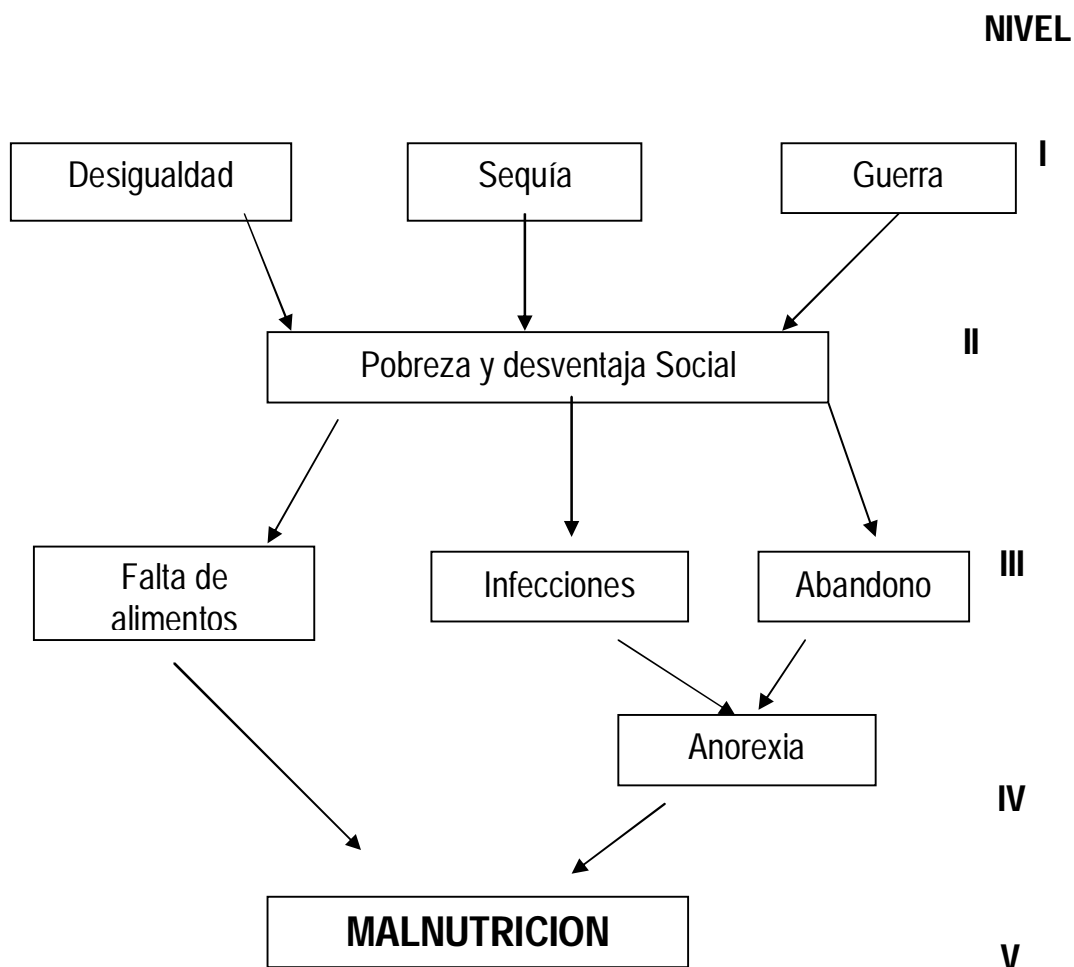 NIVEL
Desigualdad
Sequía
Guerra
I
II
Pobreza y desventaja Social
Falta de
alimentos
Infecciones
Abandono
III
Anorexia
IV
MALNUTRICION
V